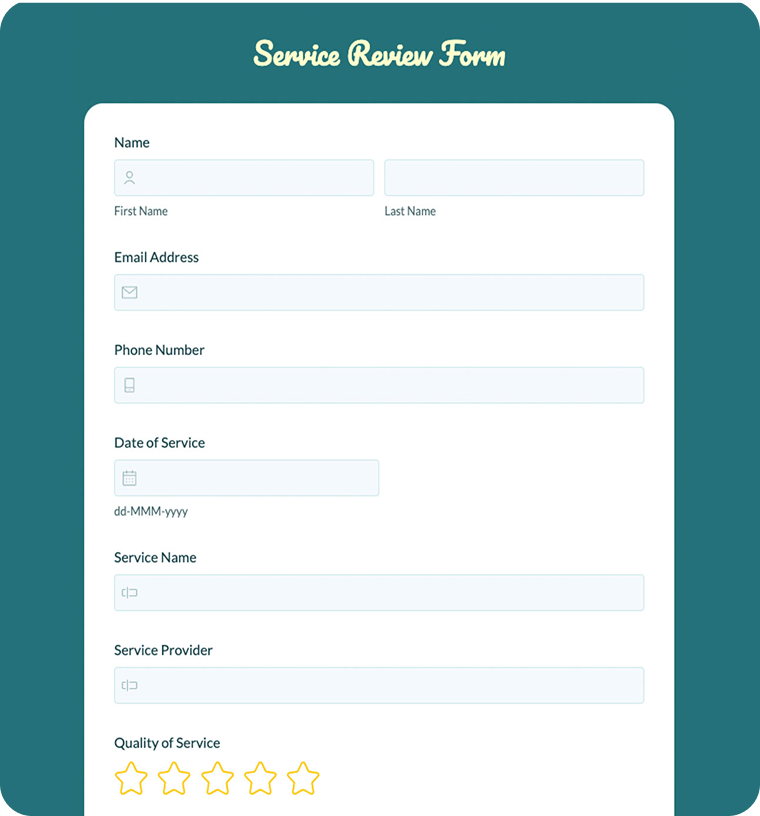 Service Review Form
Name
First Name Last Name
Email Address
Phone Number
Date of Service
dd-MMM-yyyy
Service Name
Service Provider
Quality of Service